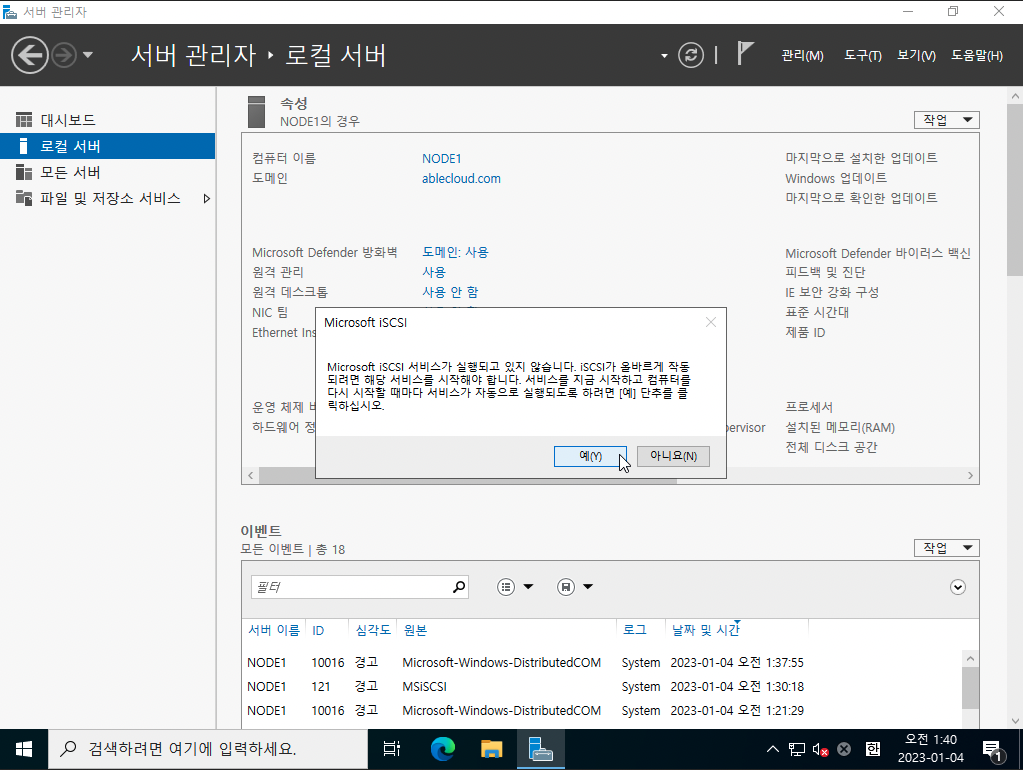 서버 관리자
서버 관리자 • 로컬 서버
관리(M) 도구(T) 보기(V) 도움말(H)
대시보드
로컬 서버
모든 서버
파일 및 저장소 서비스
속성
NODE1의 경우
작업
컴퓨터 이름 NODE1 마지막으로 설치한 업데이트
도메인 ablecloud.com Windows 업데이트
마지막으로 확인한 업데이트
Microsoft Defender 방화벽 도메인: 사용 Microsoft Defender 바이러스 백신
원격 관리 사용 피드백 및 진단
원격 데스크톱 사용 안 함 IE 보안 강화 구성
NIC 팀 표준 시간대
Ethernet 제품 ID
운영 체제 프로세서
하드웨어 설치된 메모리(RAM)
전체 디스크 공간
Microsoft iSCSI
Microsoft iSCSI 서비스가 실행되고 있지 않습니다. iSCSI가 올바르게 작동
되려면 해당 서비스를 시작해야 합니다. 서비스를 지금 시작하고 컴퓨터를
다시 시작할 때마다 서비스가 자동으로 실행되도록 하려면 [예] 단추를 클
릭하십시오.
예(Y) 아니요(N)
이벤트
모든 이벤트 | 총 18
작업
필터
서버 이름 ID 심각도 원본 로그 날짜 및 시간
NODE1 10016 경고 Microsoft-Windows-DistributedCOM System 2023-01-04 오전 1:37:55
NODE1 121 경고 MSiSCSI System 2023-01-04 오전 1:30:18
NODE1 10016 경고 Microsoft-Windows-DistributedCOM System 2023-01-04 오전 1:21:29
검색하려면 여기에 입력하세요.
한
오전 1:40
2023-01-04
1